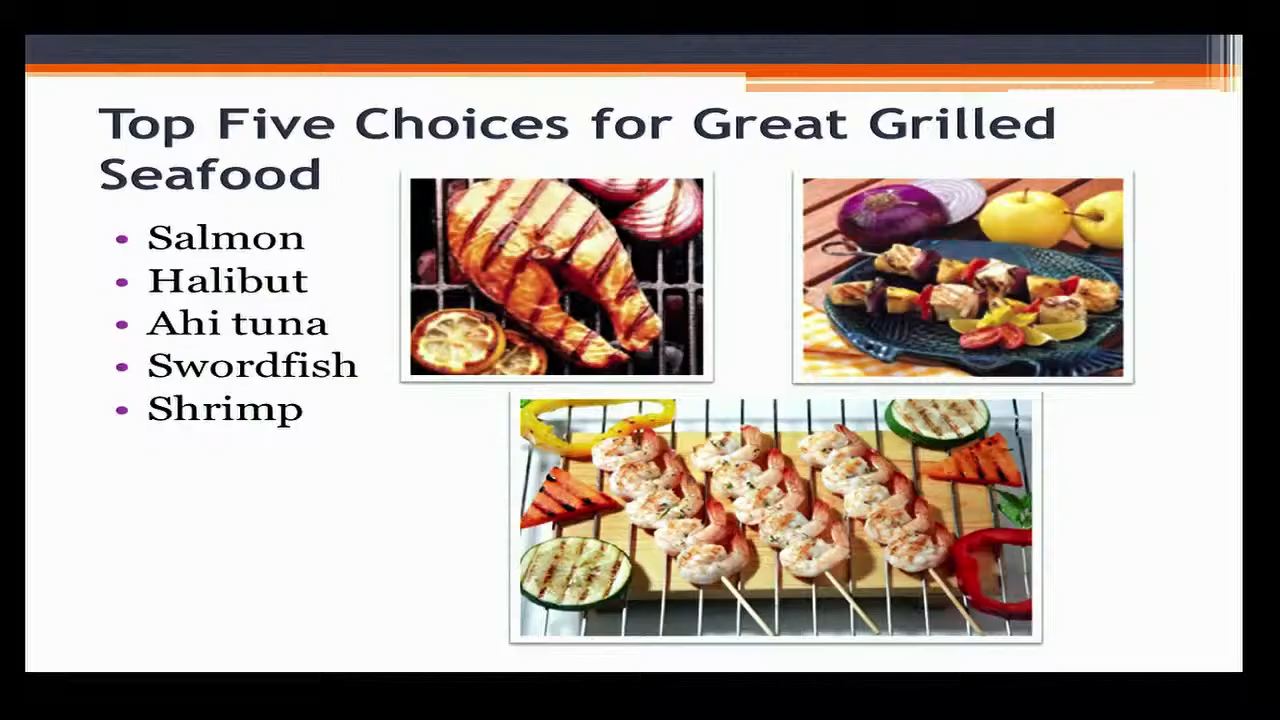 Top Five Choices for Great Grilled
Seafood
• Salmon
• Halibut
• Ahi tuna
• Swordfish
• Shrimp